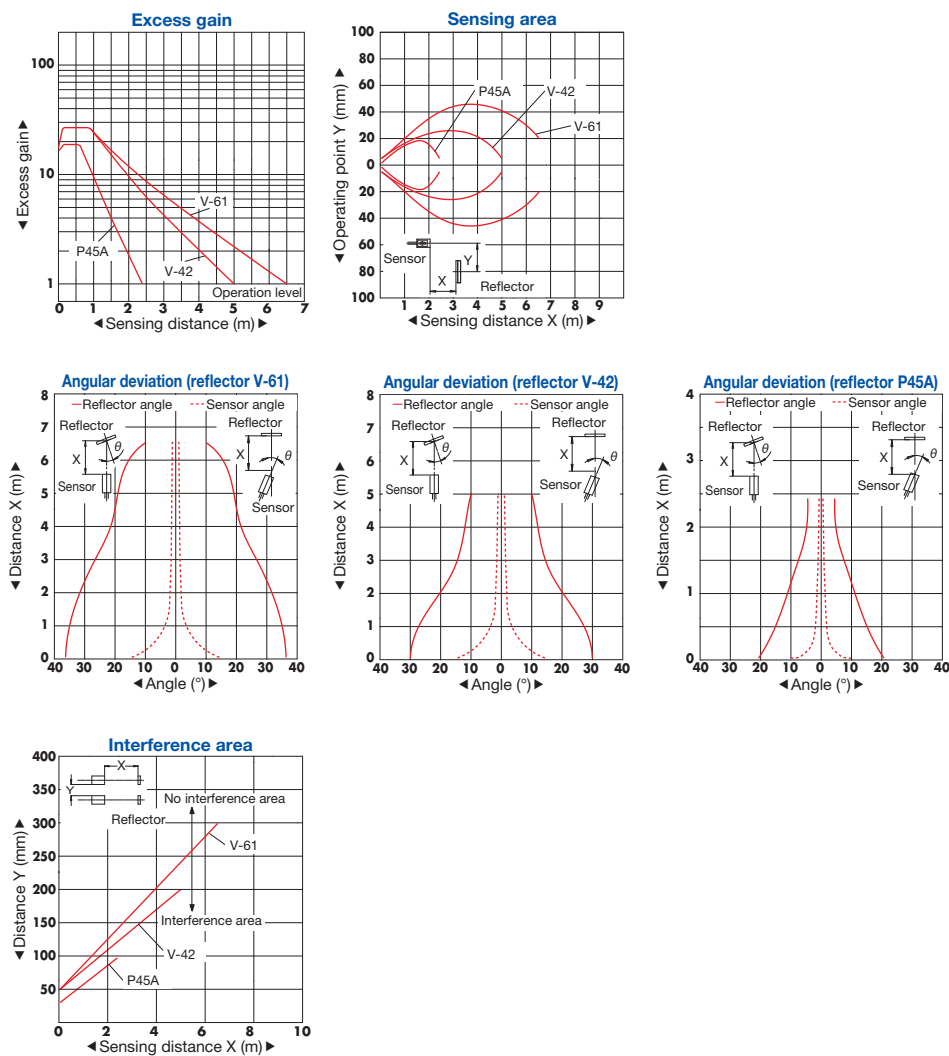 Excess gain
100
10
1
◀Excess gain▶
V-61
P45A
V-42
Operation level
0 1 2 3 4 5 6 7
◀Sensing distance (m)▶
Sensing area
100
80
60
40
20
0
20
40
60
80
100
◀Operating point Y (mm)▶
P45A
V-42
V-61
Sensor
Y
X
Reflector
1 2 3 4 5 6 7 8 9
◀Sensing distance X (m)▶
Angular deviation (reflector V-61)
8
7
6
5
4
3
2
1
0
◀Distance X (m)▶
Reflector angle
Sensor angle
Reflector
X
θ
Sensor
Reflector
X
θ
Sensor
40 30 20 10 0 10 20 30 40
◀Angle (°)▶
Angular deviation (reflector V-42)
8
7
6
5
4
3
2
1
0
◀Distance X (m)▶
Reflector angle
Sensor angle
Reflector
X
θ
Sensor
Reflector
X
θ
Sensor
40 30 20 10 0 10 20 30 40
◀Angle (°)▶
Angular deviation (reflector P45A)
4
3
2
1
0
◀Distance X (m)▶
Reflector angle
Sensor angle
Reflector
X
θ
Sensor
Reflector
X
θ
Sensor
40 30 20 10 0 10 20 30 40
◀Angle (°)▶
Interference area
400
350
300
250
200
150
100
50
◀Distance Y (mm)▶
X
Y
Reflector
No interference area
V-61
Interference area
V-42
P45A
0 2 4 6 8 10
◀Sensing distance X (m)▶